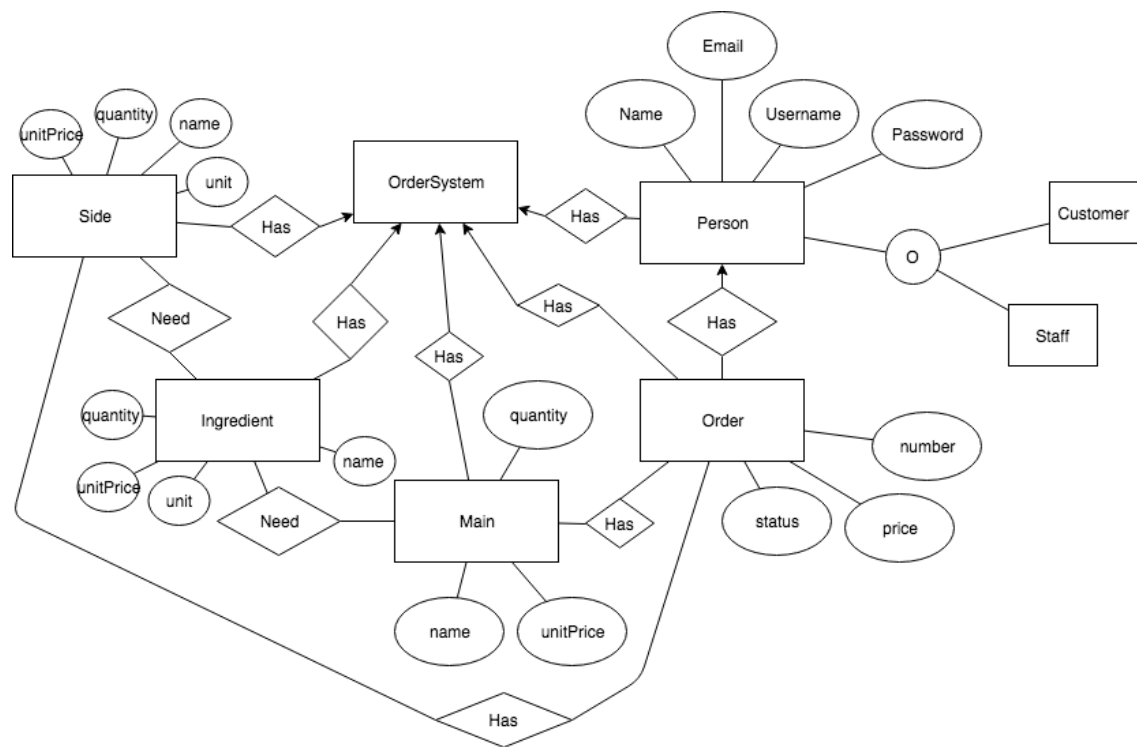 Email
Name
Username
Password
unitPrice
quantity
name
unit
Side
Has
OrderSystem
Has
Person
Customer
O
Staff
Need
Has
Has
Has
Has
quantity
Ingredient
name
unitPrice
unit
Need
quantity
Main
Has
Order
number
status
price
name
unitPrice
Has